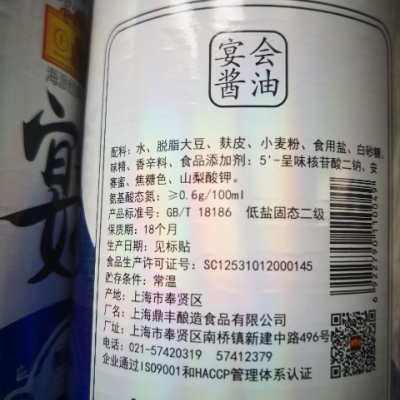 宴会
酱油
配料：水、脱脂大豆、麸皮、小麦粉、食用盐、白砂糖、
味精、香辛料、食品添加剂：5'-呈味核苷酸二钠、安
赛蜜、焦糖色、山梨酸钾。
氨基酸态氮：≥0.6g/100ml
产品标准号：GB/T 18186 低盐固态二级
保质期：18个月
生产日期：见标贴
食品生产许可证号：SC12531012000145
贮存条件：常温
产地：上海市奉贤区
厂名：上海鼎丰酿造食品有限公司
厂址：上海市奉贤区南桥镇新建中路496号
电话：021-57420319 57412379
企业通过ISO9001和HACCP管理体系认证
海派
宴